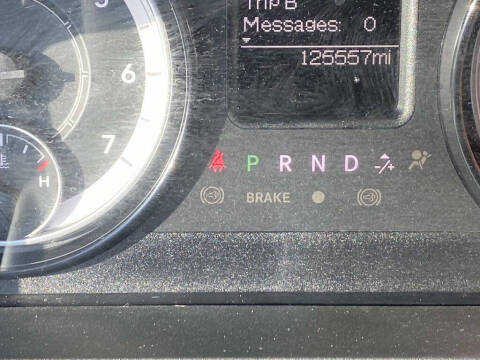 Trip B
Messages: 0
125557mi
6
7
H
P R N D -/+
BRAKE